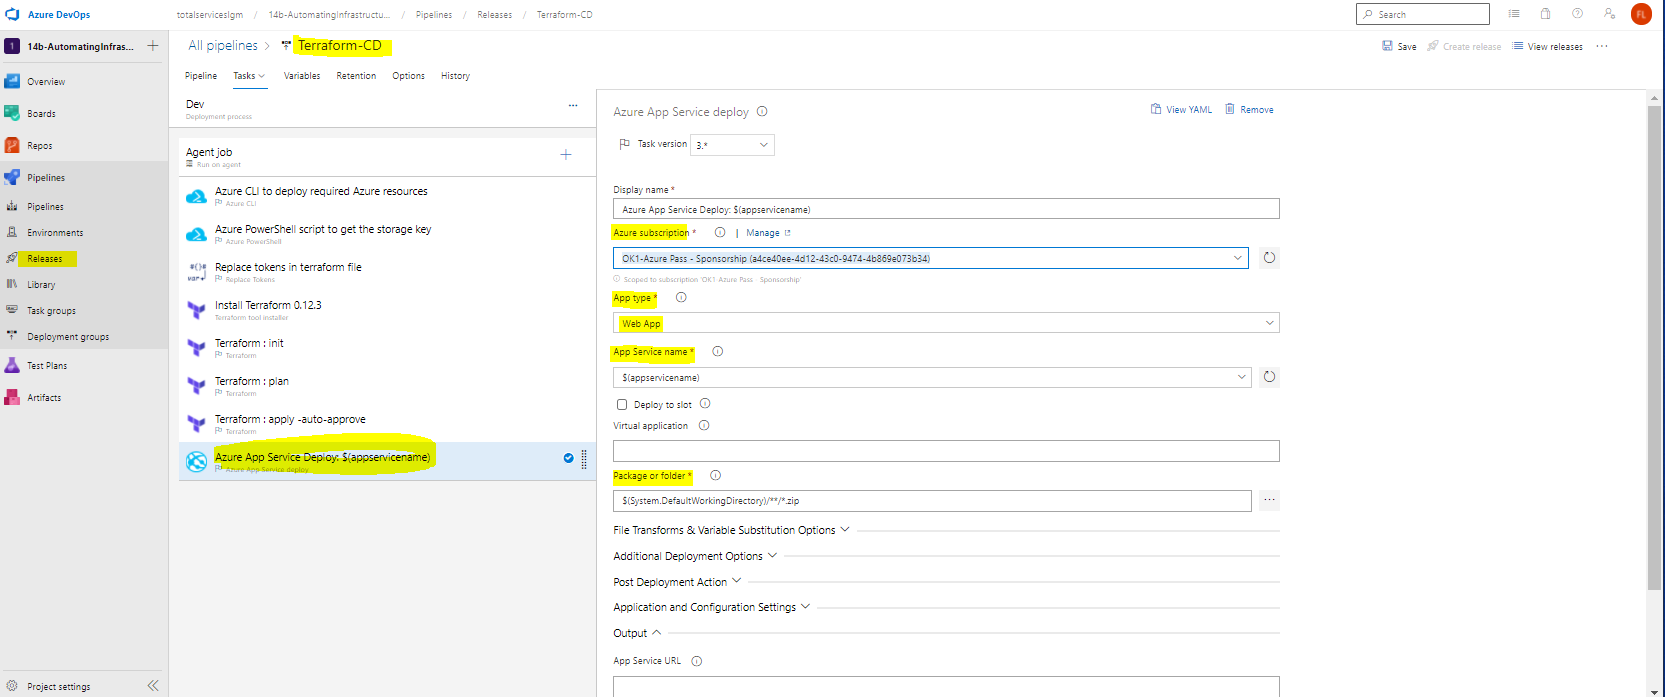 Azure DevOps
totalserviceslgm / 14b-AutomatingInfrastructu... / Pipelines / Releases / Terraform-CD
Search
FL
1 14b-AutomatingInfras...
Overview
Boards
Repos
Pipelines
Pipelines
Environments
Releases
Library
Task groups
Deployment groups
Test Plans
Artifacts
Project settings
All pipelines > Terraform-CD
Save
Create release
View releases
Pipeline Tasks Variables Retention Options History
Dev
Deployment process
Agent job
Run on agent
Azure CLI to deploy required Azure resources
Azure CLI
Azure PowerShell script to get the storage key
Azure PowerShell
Replace tokens in terraform file
Replace Tokens
Install Terraform 0.12.3
Terraform tool installer
Terraform : init
Terraform
Terraform : plan
Terraform
Terraform : apply -auto-approve
Terraform
Azure App Service Deploy: $(appservicename)
Azure App Service deploy
Azure App Service deploy
View YAML
Remove
Task version 3.*
Display name *
Azure App Service Deploy: $(appservicename)
Azure subscription * | Manage
OK1-Azure Pass - Sponsorship (a4ce40ee-4d12-43c0-9474-4b869e073b34)
Scoped to subscription 'OK1-Azure Pass - Sponsorship'
App type *
Web App
App Service name *
$(appservicename)
Deploy to slot
Virtual application
Package or folder *
$(System.DefaultWorkingDirectory)/**/*.zip
File Transforms & Variable Substitution Options
Additional Deployment Options
Post Deployment Action
Application and Configuration Settings
Output
App Service URL